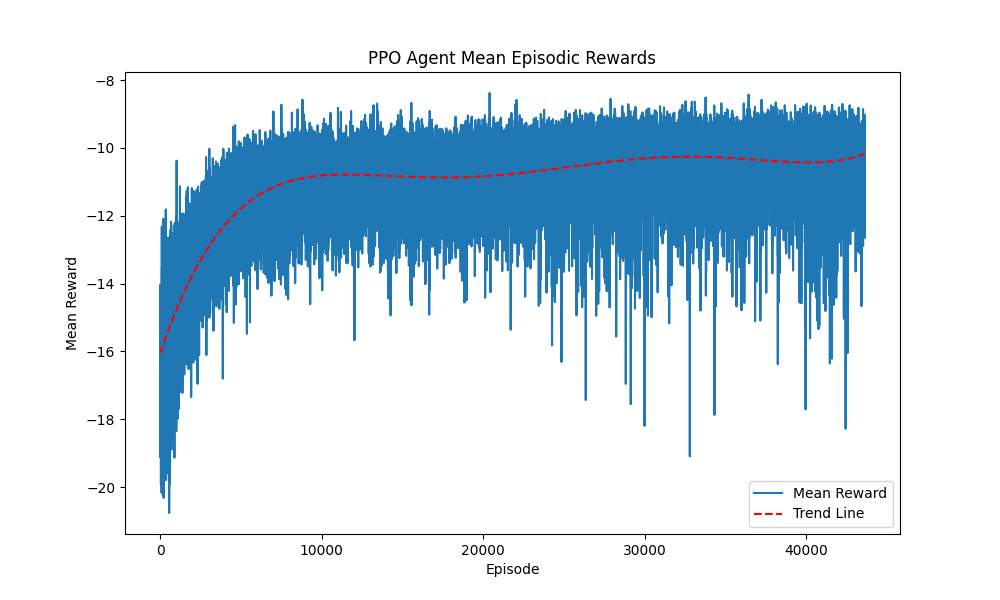 PPO Agent Mean Episodic Rewards
−8
−10
−12
−14
−16
−18
−20
Mean Reward
0
10000
20000
30000
40000
Episode
Mean Reward
Trend Line